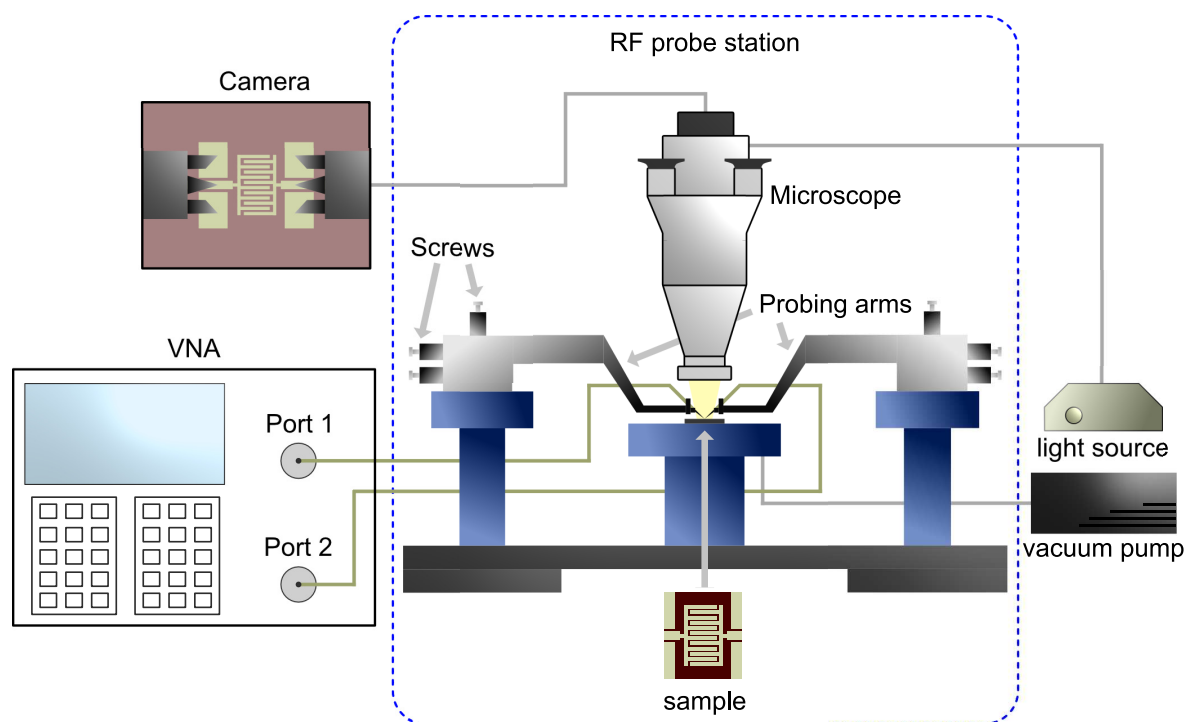 RF probe station
Camera
Microscope
Screws
Probing arms
VNA
Port 1
light source
Port 2
vacuum pump
sample